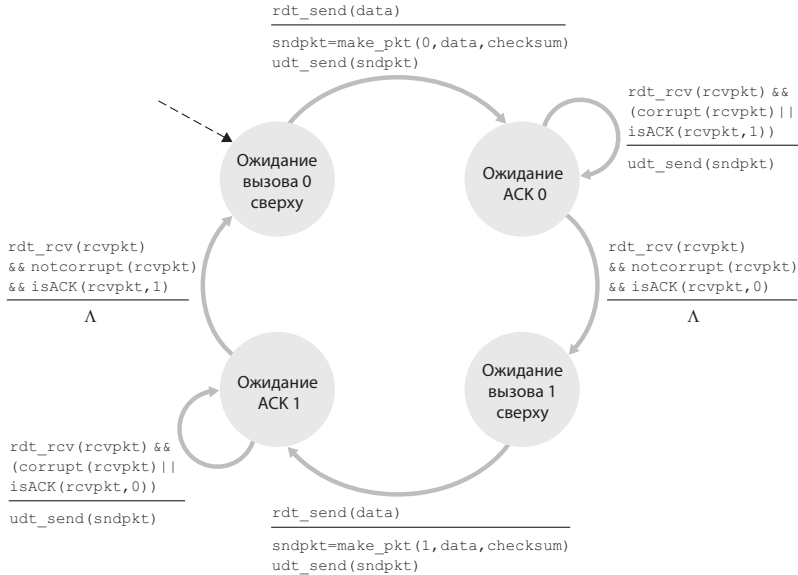 rdt_send(data)
sndpkt=make_pkt(0,data,checksum)
udt_send(sndpkt)
rdt_rcv(rcvpkt) &&
(corrupt(rcvpkt)||
isACK(rcvpkt,1))
udt_send(sndpkt)
Ожидание
вызова 0
сверху
Ожидание
ACK 0
rdt_rcv(rcvpkt)
&& notcorrupt(rcvpkt)
&& isACK(rcvpkt,1)
Λ
rdt_rcv(rcvpkt)
&& notcorrupt(rcvpkt)
&& isACK(rcvpkt,0)
Λ
Ожидание
ACK 1
Ожидание
вызова 1
сверху
rdt_rcv(rcvpkt) &&
(corrupt(rcvpkt)||
isACK(rcvpkt,0))
udt_send(sndpkt)
rdt_send(data)
sndpkt=make_pkt(1,data,checksum)
udt_send(sndpkt)